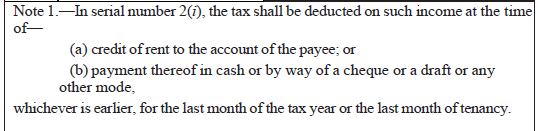 Note 1.—In serial number 2(i), the tax shall be deducted on such income at the time
of—
(a) credit of rent to the account of the payee; or
(b) payment thereof in cash or by way of a cheque or a draft or any
other mode,
whichever is earlier, for the last month of the tax year or the last month of tenancy.